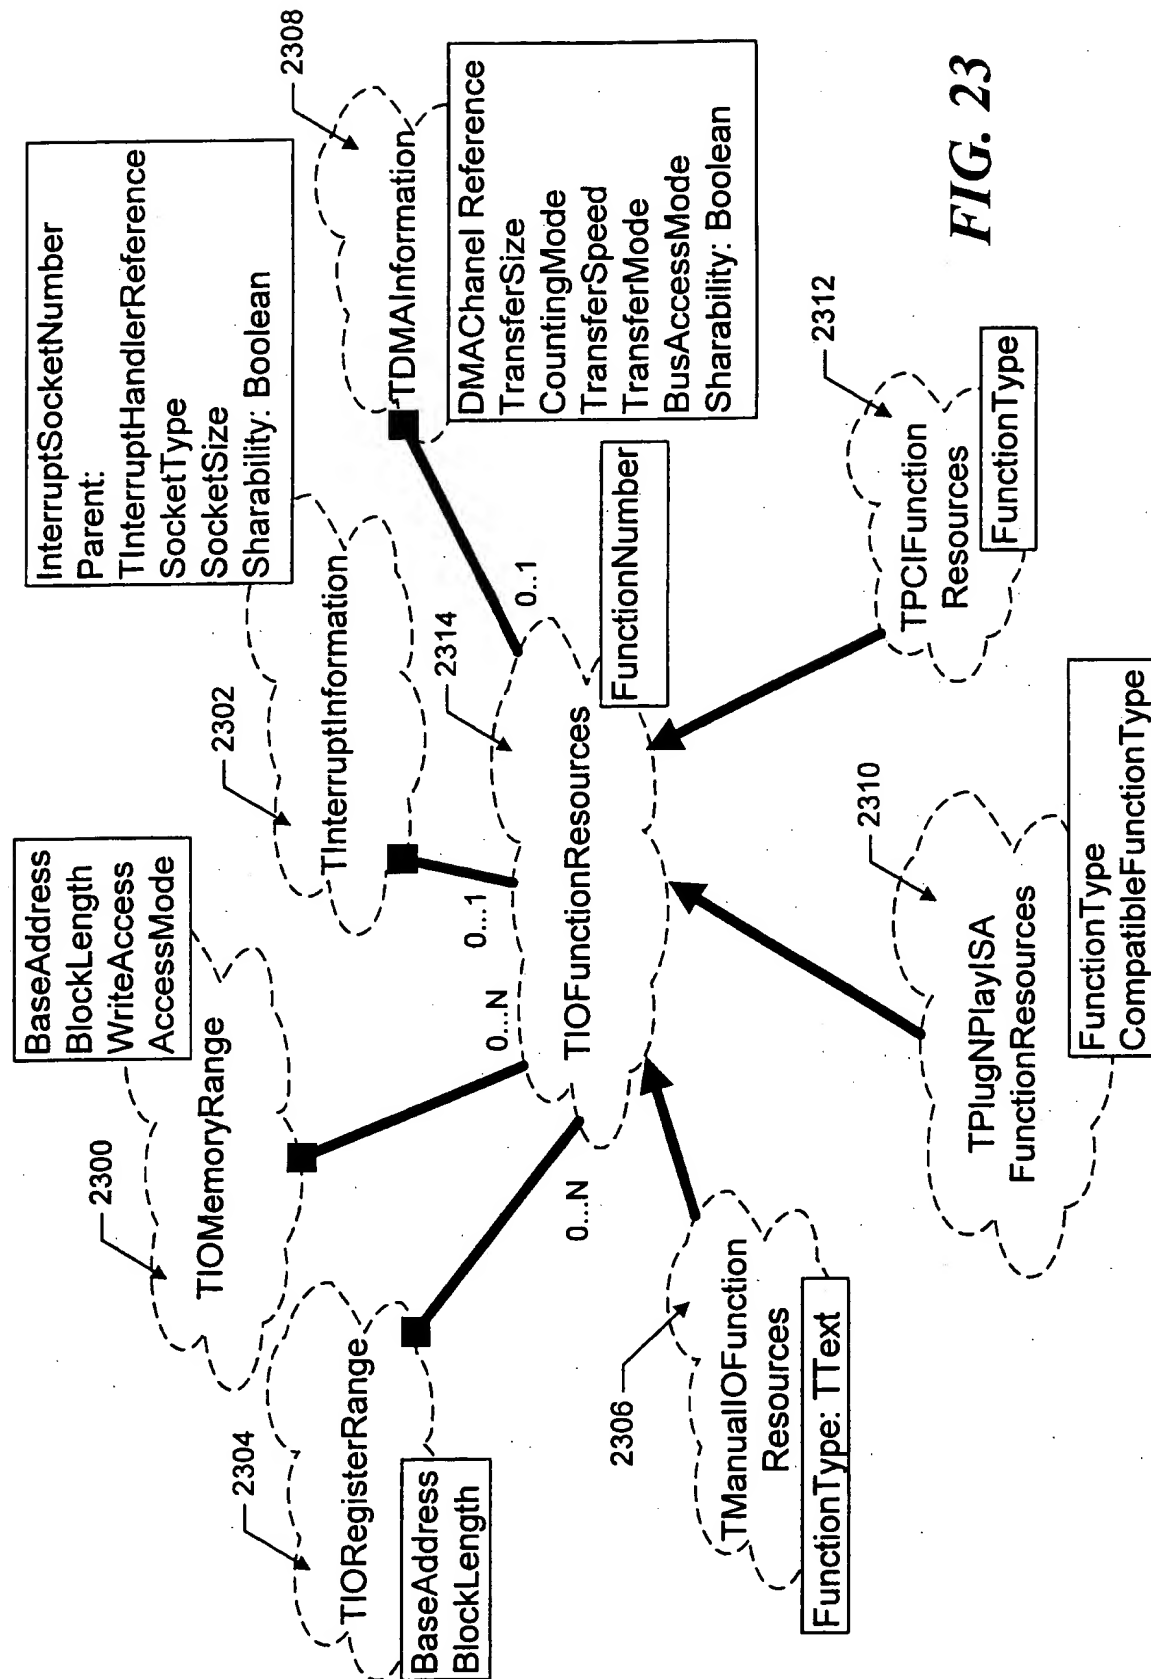 2300
TIOMemoryRange
BaseAddress
BlockLength
WriteAccess
AccessMode
2302
TInterruptInformation
InterruptSocketNumber
Parent:
TInterruptHandlerReference
SocketType
SocketSize
Sharability: Boolean
2308
TDMAInformation
DMAChanel Reference
TransferSize
CountingMode
TransferSpeed
TransferMode
BusAccessMode
Sharability: Boolean
2304
TIORegisterRange
BaseAddress
BlockLength
0...N
0...N
0...1
0..1
2314
TIOFunctionResources
FunctionNumber
2306
TManualIOFunction
Resources
FunctionType: TText
2310
TPlugNPlayISA
FunctionResources
FunctionType
CompatibleFunctionType
2312
TPCIFunction
Resources
FunctionType
FIG. 23